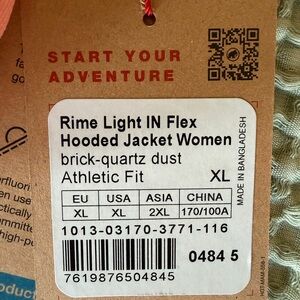 START YOUR
ADVENTURE
Rime Light IN Flex
Hooded Jacket Women
brick-quartz dust
Athletic Fit XL
EU USA ASIA CHINA
XL XL 2XL 170/100A
1013-03170-3771-116
0484 5
7619876504845
MADE IN BANGLADESH